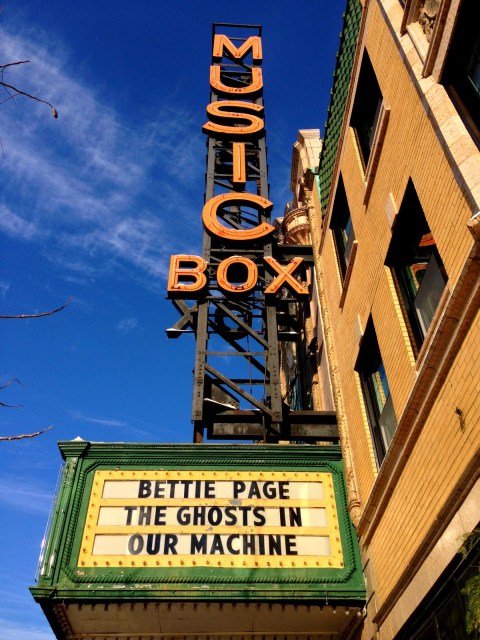 MUSIC
BOX
BETTIE PAGE
THE GHOSTS IN
OUR MACHINE